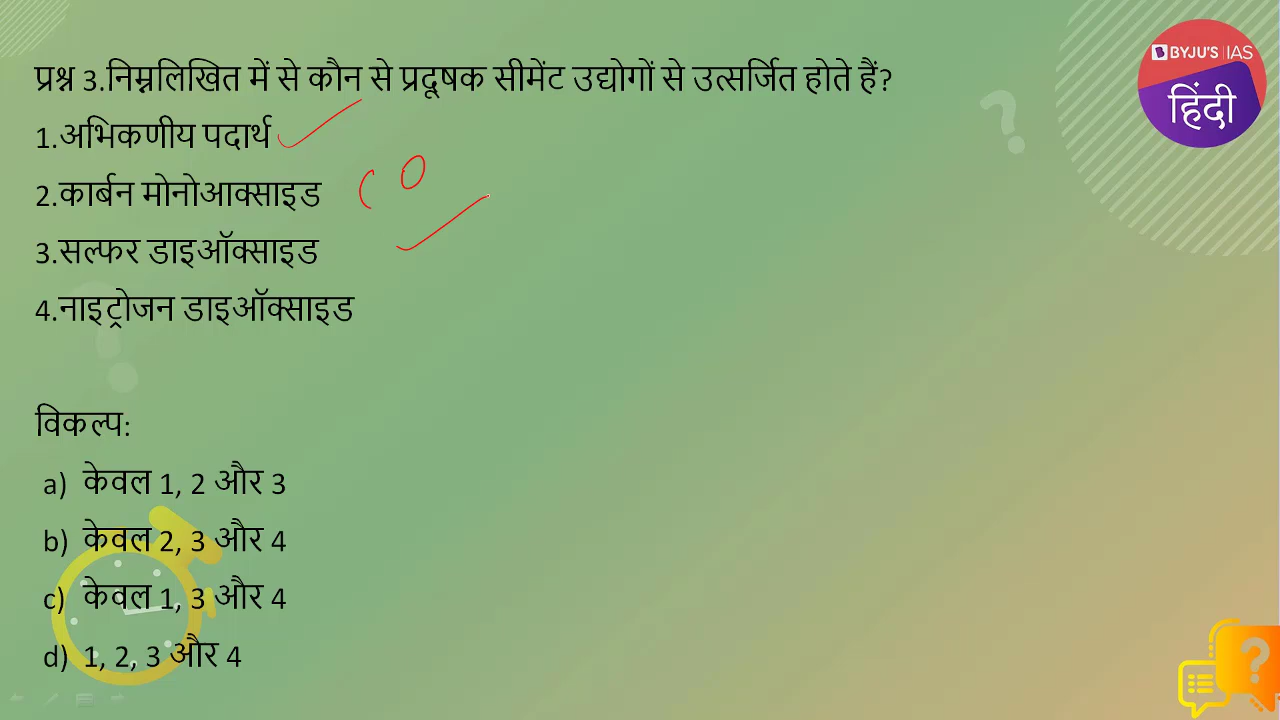 प्रश्न 3.निम्नलिखित में से कौन से प्रदूषक सीमेंट उद्योगों से उत्सर्जित होते हैं?
1.अभिकणीय पदार्थ
2.कार्बन मोनोआक्साइड
CO
3.सल्फर डाइऑक्साइड
4.नाइट्रोजन डाइऑक्साइड
विकल्प:
a) केवल 1, 2 और 3
b) केवल 2, 3 और 4
c) केवल 1, 3 और 4
d) 1, 2, 3 और 4
BYJU'S IAS
हिंदी